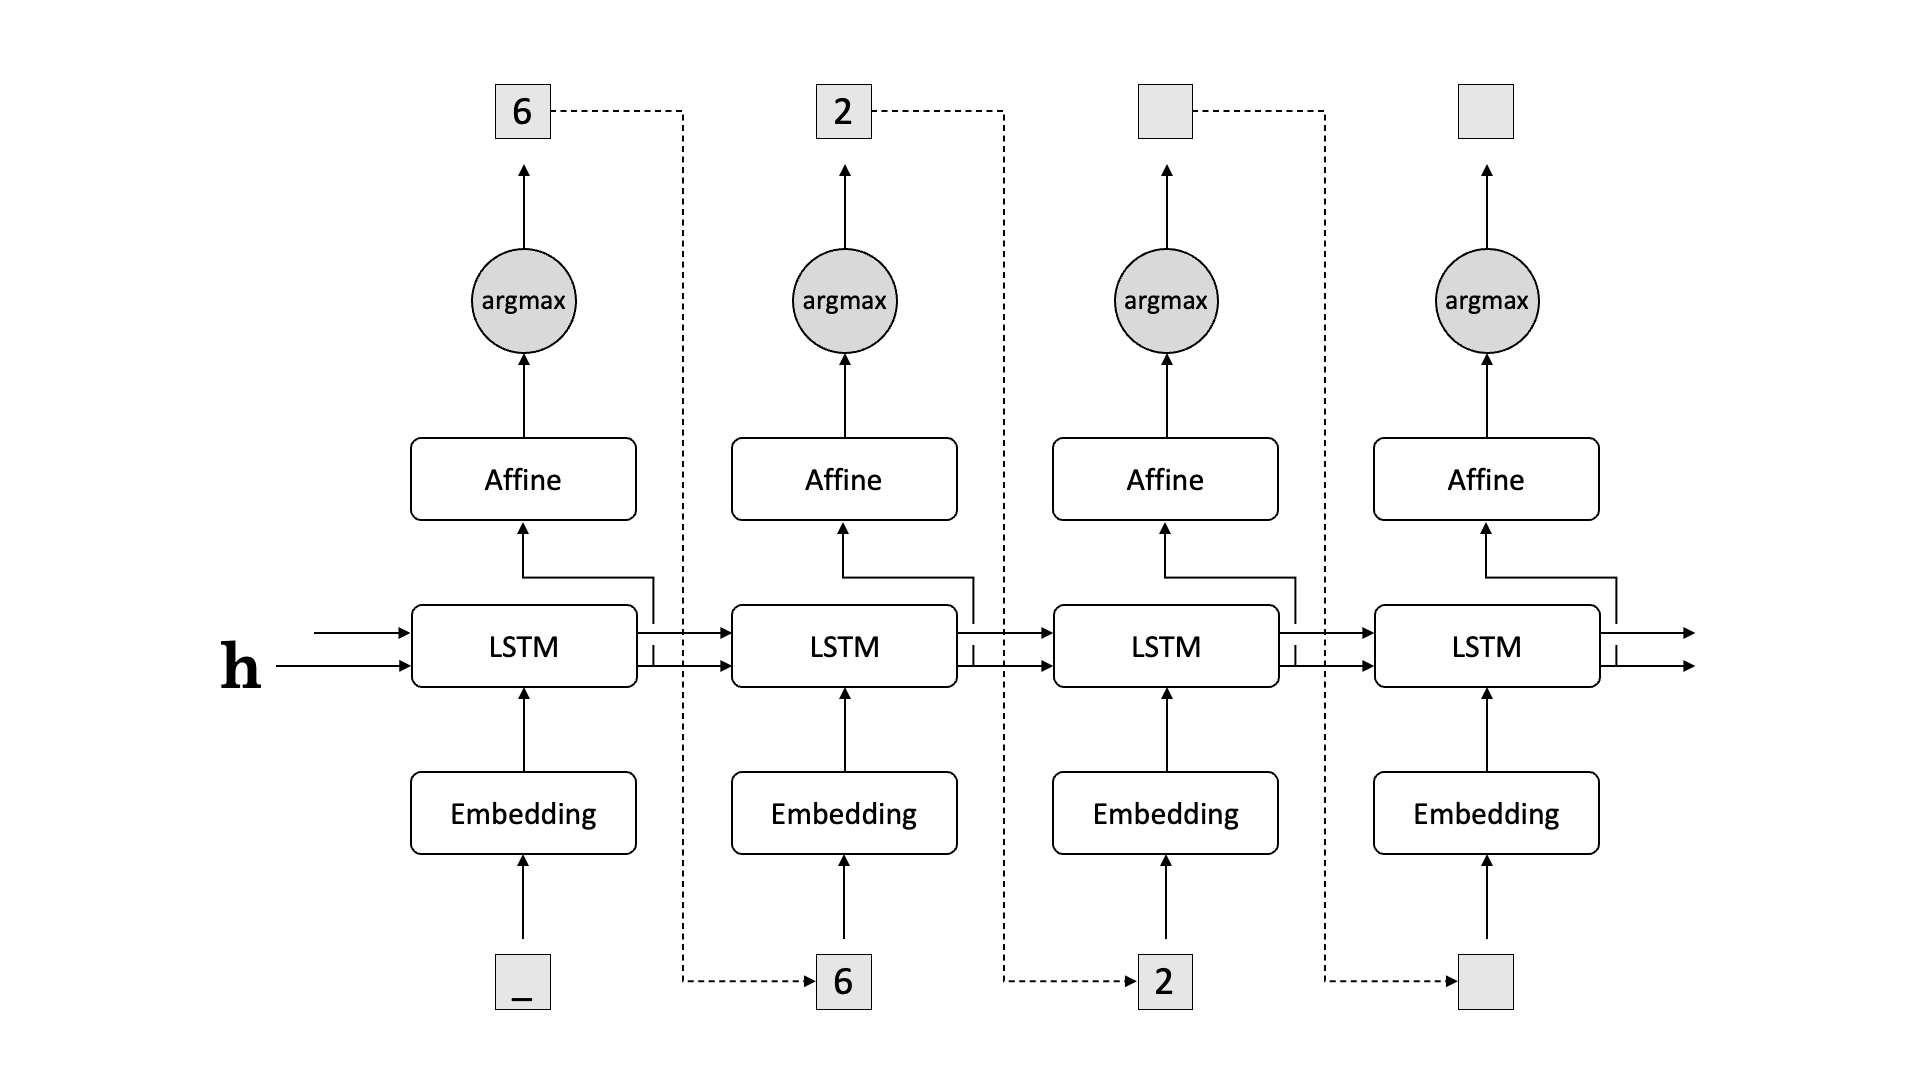 6 2
argmax argmax argmax argmax
Affine Affine Affine Affine
h LSTM LSTM LSTM LSTM
Embedding Embedding Embedding Embedding
_ 6 2